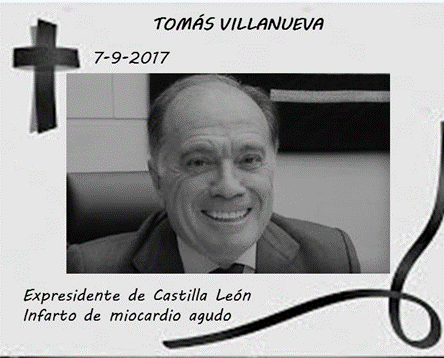 TOMÁS VILLANUEVA
7-9-2017
Expresidente de Castilla León
Infarto de miocardio agudo